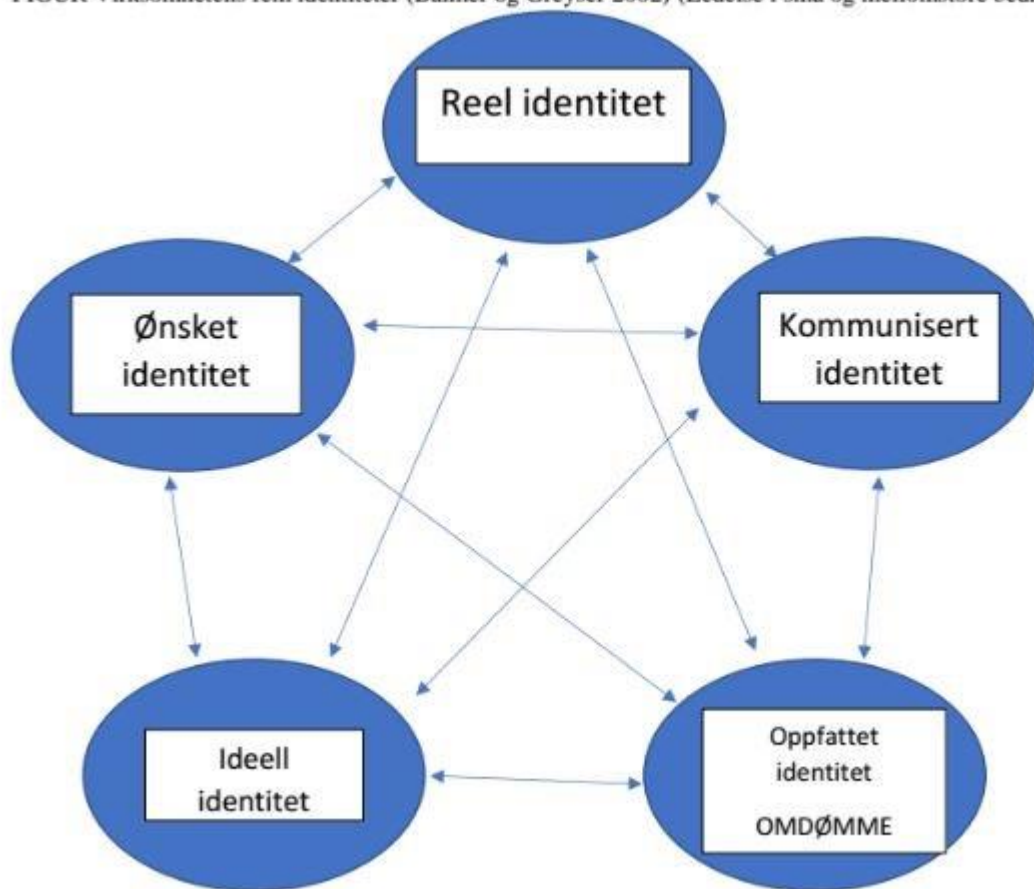 Reel identitet
Ønsket
identitet
Kommunisert
identitet
Ideell
identitet
Oppfattet
identitet
OMDØMME